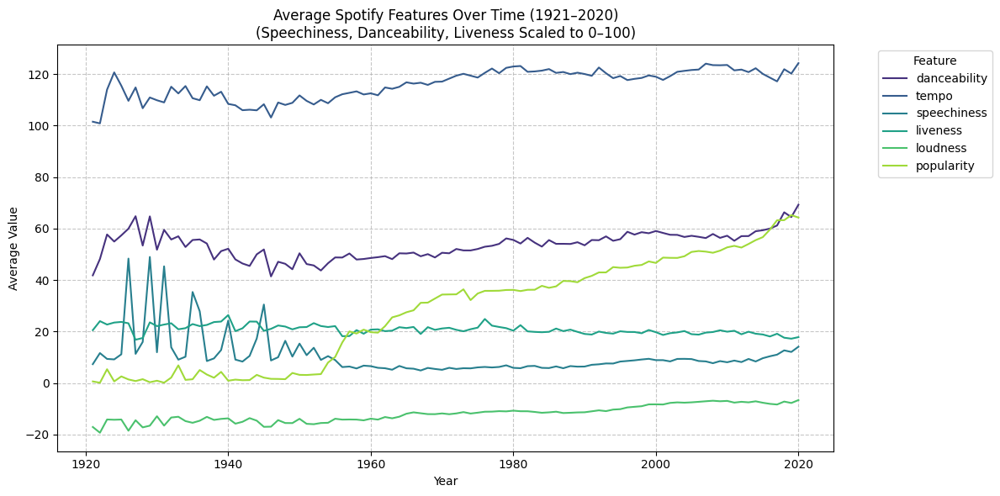 Average Spotify Features Over Time (1921–2020)
(Speechiness, Danceability, Liveness Scaled to 0–100)
Average Value
120
100
80
60
40
20
0
−20
1920
1940
1960
1980
2000
2020
Year
Feature
danceability
tempo
speechiness
liveness
loudness
popularity